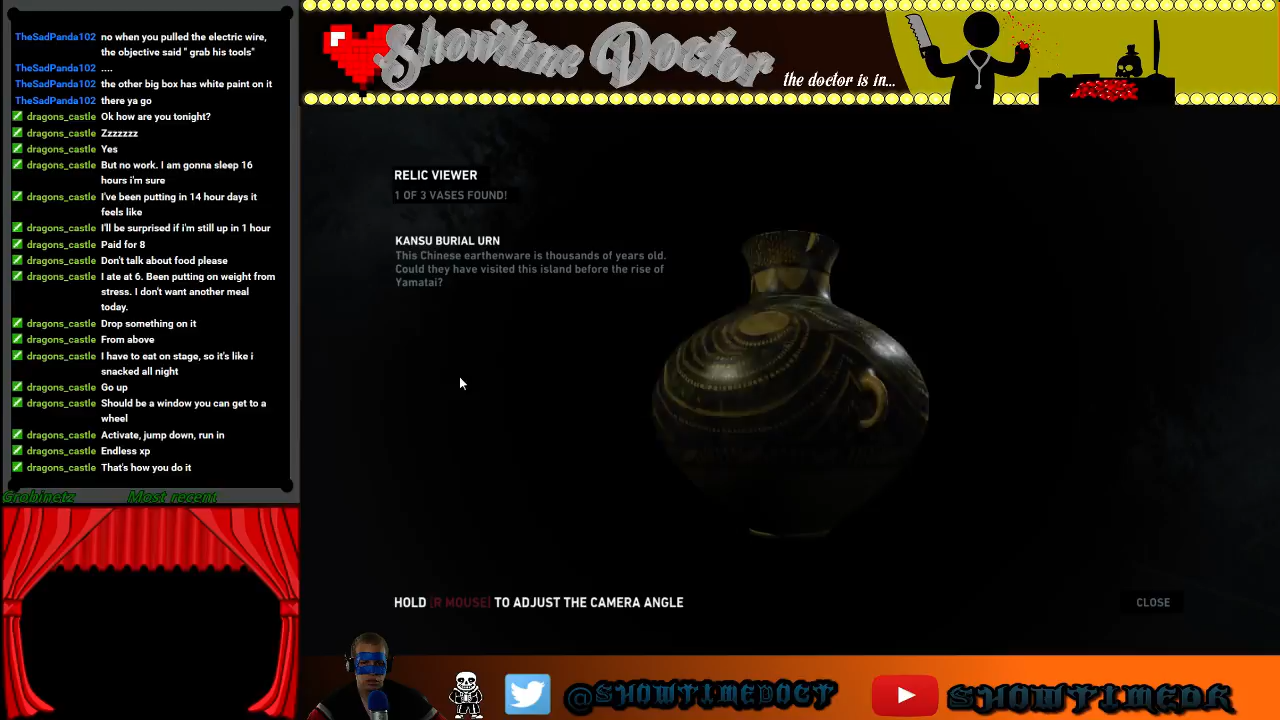 TheSadPanda102 no when you pulled the electric wire,
the objective said " grab his tools"
TheSadPanda102 ....
TheSadPanda102 the other big box has white paint on it
TheSadPanda102 there ya go
dragons_castle Ok how are you tonight?
dragons_castle Zzzzzzz
dragons_castle Yes
dragons_castle But no work. I am gonna sleep 16
hours i'm sure
dragons_castle I've been putting in 14 hour days it
feels like
dragons_castle I'll be surprised if i'm still up in 1 hour
dragons_castle Paid for 8
dragons_castle Don't talk about food please
dragons_castle I ate at 6. Been putting on weight from
stress. I don't want another meal
today.
dragons_castle Drop something on it
dragons_castle From above
dragons_castle I have to eat on stage, so it's like i
snacked all night
dragons_castle Go up
dragons_castle Should be a window you can get to a
wheel
dragons_castle Activate, jump down, run in
dragons_castle Endless xp
dragons_castle That's how you do it
Grobinetz Most recent
Showtime Doctor
the doctor is in...
RELIC VIEWER
1 OF 3 VASES FOUND!
KANSU BURIAL URN
This Chinese earthenware is thousands of years old.
Could they have visited this island before the rise of
Yamatai?
HOLD [R MOUSE] TO ADJUST THE CAMERA ANGLE
CLOSE
@SHOWTIMEDOCT
SHOWTIMEDR